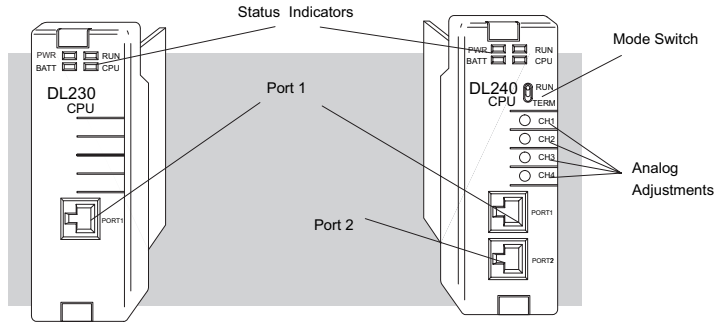 Status Indicators
PWR RUN
BATT CPU
DL230
CPU
PORT1
Port 1
Port 2
PWR RUN
BATT CPU
DL240
CPU
RUN
TERM
CH1
CH2
CH3
CH4
PORT1
PORT2
Mode Switch
Analog
Adjustments